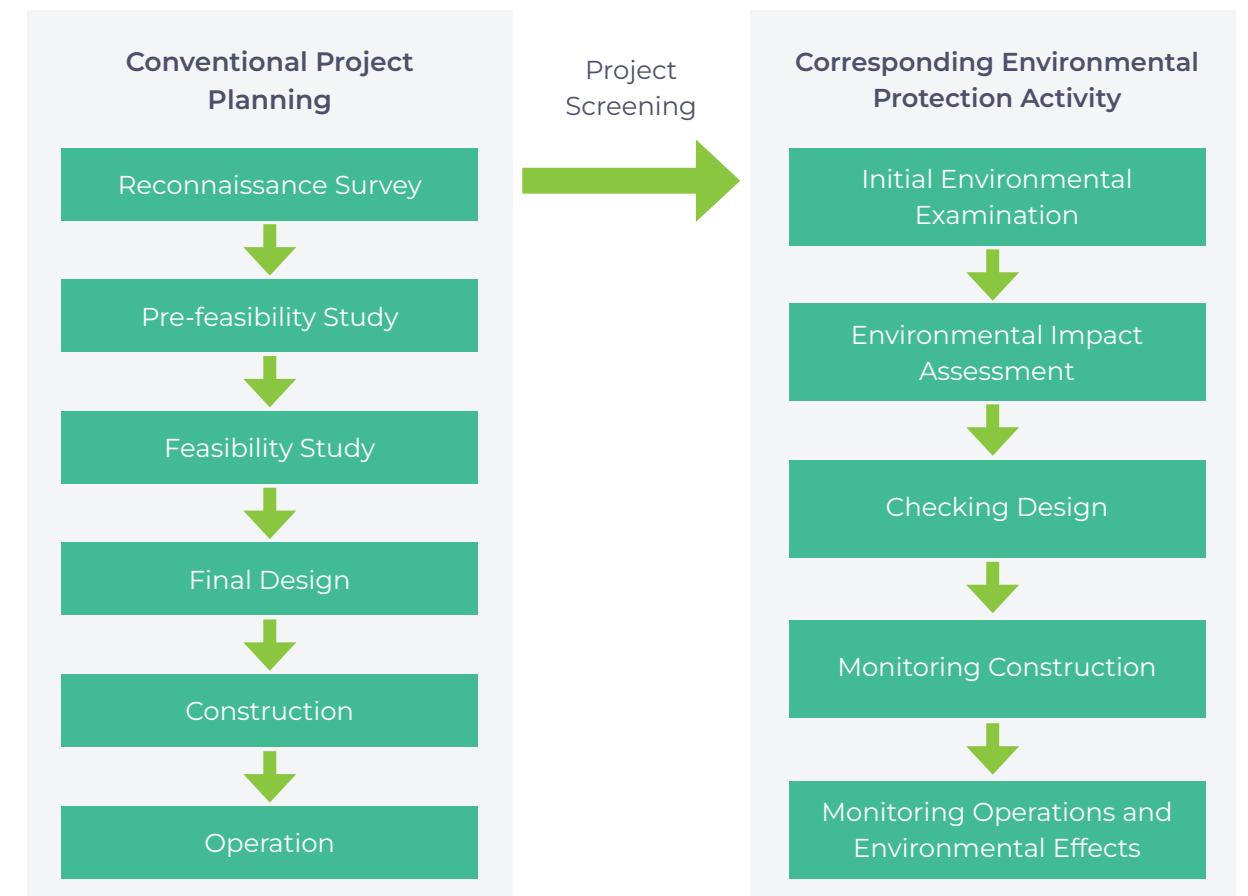 Conventional Project
Planning
Reconnaissance Survey
Pre-feasibility Study
Feasibility Study
Final Design
Construction
Operation
Project
Screening
Corresponding Environmental
Protection Activity
Initial Environmental
Examination
Environmental Impact
Assessment
Checking Design
Monitoring Construction
Monitoring Operations and
Environmental Effects